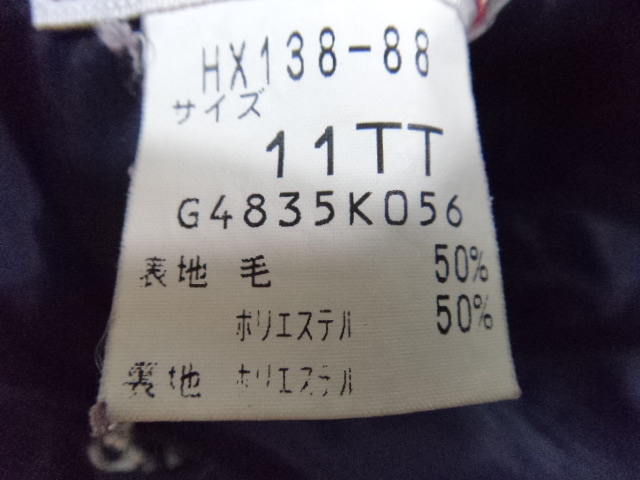 HX138-88
サイズ
11TT
G4835K056
表地 毛 50%
ポリエステル 50%
裏地 ポリエステル